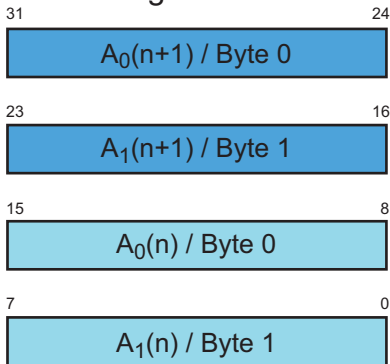 31 24
A₀(n+1) / Byte 0
23 16
A₁(n+1) / Byte 1
15 8
A₀(n) / Byte 0
7 0
A₁(n) / Byte 1